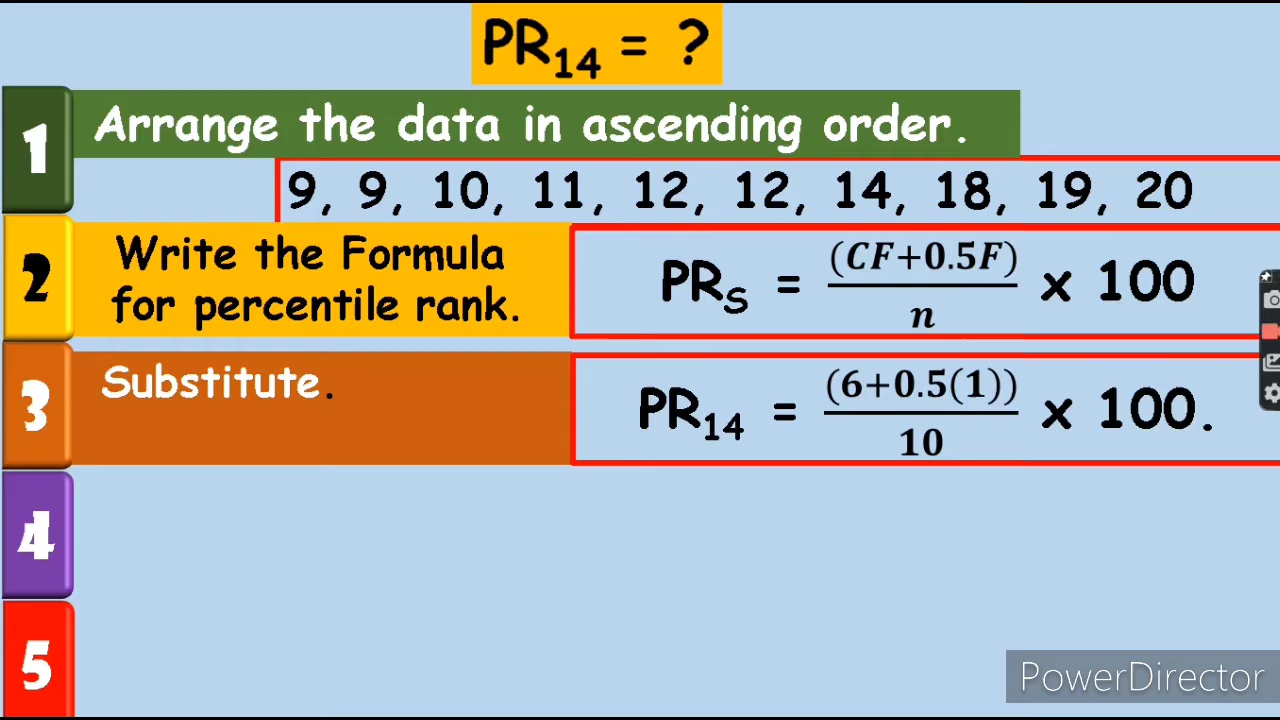 PR₁₄ = ?
1 Arrange the data in ascending order.
9, 9, 10, 11, 12, 12, 14, 18, 19, 20
2 Write the Formula
for percentile rank.
PRₛ = (CF+0.5F)/n x 100
3 Substitute.
PR₁₄ = (6+0.5(1))/10 x 100.
4
5
PowerDirector